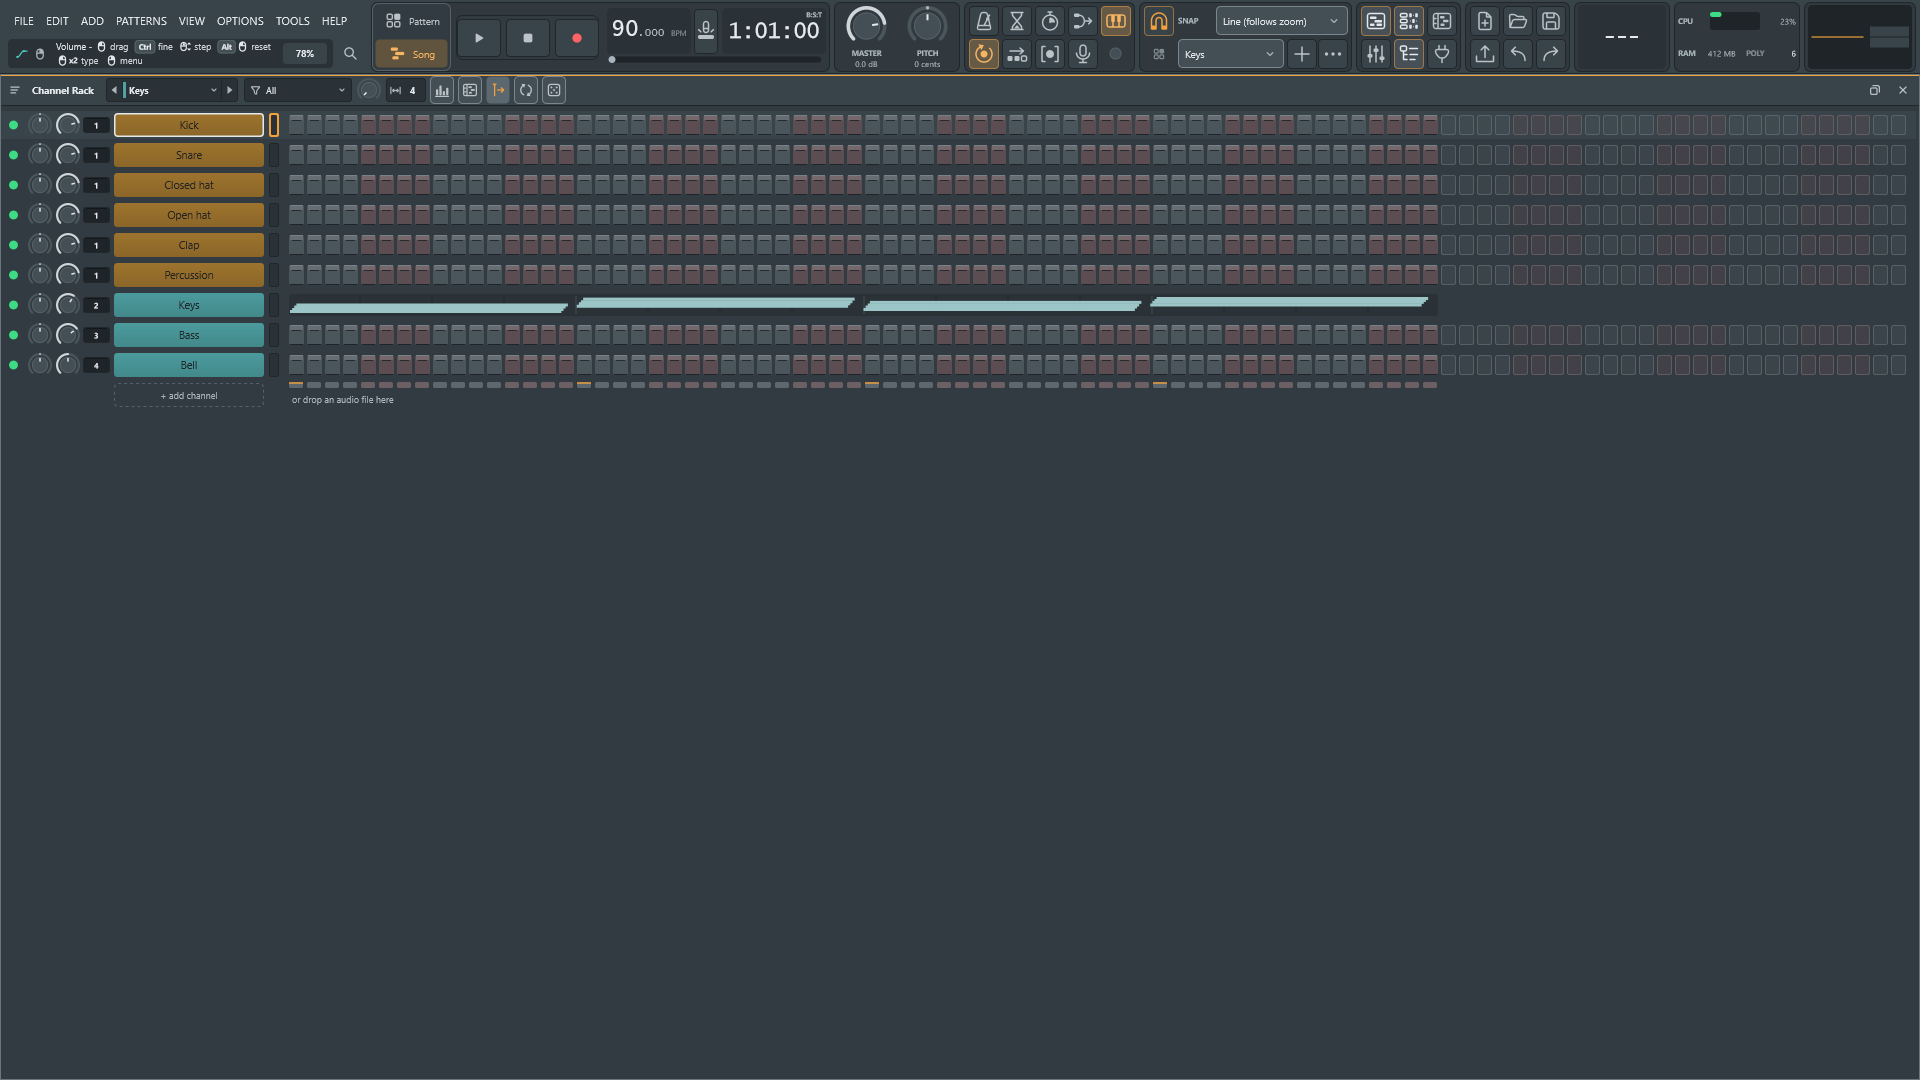 FILE EDIT ADD PATTERNS VIEW OPTIONS TOOLS HELP
Volume - drag Ctrl fine step Alt reset
x2 type menu
78%
Pattern
Song
90.000 BPM
B:S:T
1:01:00
MASTER
0.0 dB
PITCH
0 cents
SNAP
Line (follows zoom)
Keys
CPU 23%
RAM 412 MB POLY 6
Channel Rack Keys All 4
1 Kick
1 Snare
1 Closed hat
1 Open hat
1 Clap
1 Percussion
2 Keys
3 Bass
4 Bell
+ add channel
or drop an audio file here